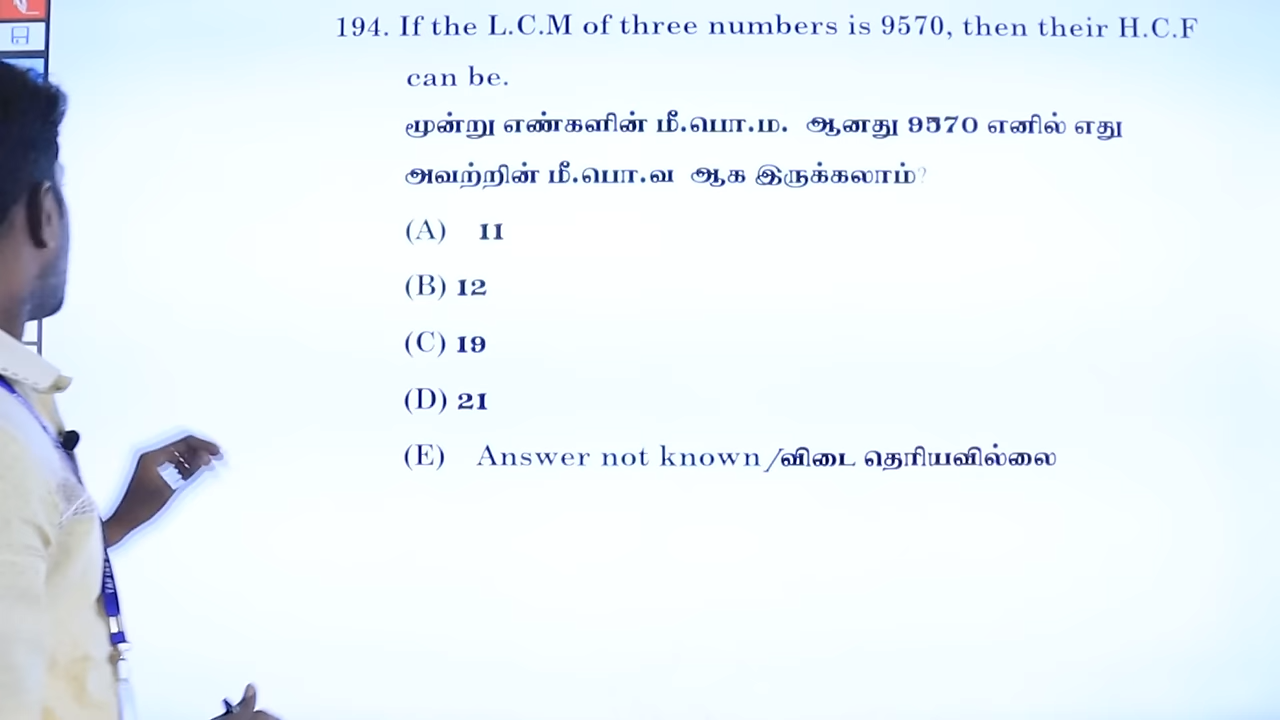 194. If the L.C.M of three numbers is 9570, then their H.C.F
can be.
மூன்று எண்களின் மீ.பொ.ம. ஆனது 9570 எனில் எது
அவற்றின் மீ.பொ.வ ஆக இருக்கலாம்?
(A) 11
(B) 12
(C) 19
(D) 21
(E) Answer not known/விடை தெரியவில்லை